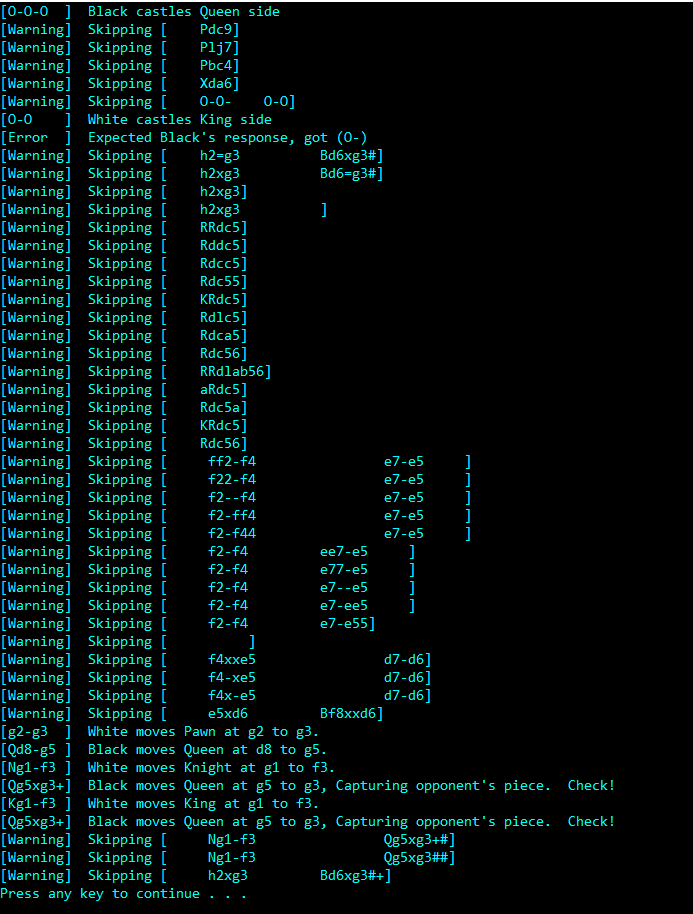 [O-O-O  ]  Black castles Queen side
[Warning]  Skipping [    Pdc9]
[Warning]  Skipping [    Plj7]
[Warning]  Skipping [    Pbc4]
[Warning]  Skipping [    Xda6]
[Warning]  Skipping [    O-O-    O-O]
[O-O    ]  White castles King side
[Error  ]  Expected Black's response, got (O-)
[Warning]  Skipping [    h2=g3          Bd6xg3#]
[Warning]  Skipping [    h2xg3          Bd6=g3#]
[Warning]  Skipping [    h2xg3]
[Warning]  Skipping [    h2xg3          ]
[Warning]  Skipping [    RRdc5]
[Warning]  Skipping [    Rddc5]
[Warning]  Skipping [    Rdcc5]
[Warning]  Skipping [    Rdc55]
[Warning]  Skipping [    KRdc5]
[Warning]  Skipping [    Rdlc5]
[Warning]  Skipping [    Rdca5]
[Warning]  Skipping [    Rdc56]
[Warning]  Skipping [    RRdlab56]
[Warning]  Skipping [    aRdc5]
[Warning]  Skipping [    Rdc5a]
[Warning]  Skipping [    KRdc5]
[Warning]  Skipping [    Rdc56]
[Warning]  Skipping [     ff2-f4                e7-e5     ]
[Warning]  Skipping [     f22-f4                e7-e5     ]
[Warning]  Skipping [     f2--f4                e7-e5     ]
[Warning]  Skipping [     f2-ff4                e7-e5     ]
[Warning]  Skipping [     f2-f44                e7-e5     ]
[Warning]  Skipping [     f2-f4         ee7-e5     ]
[Warning]  Skipping [     f2-f4         e77-e5     ]
[Warning]  Skipping [     f2-f4         e7--e5     ]
[Warning]  Skipping [     f2-f4         e7-ee5     ]
[Warning]  Skipping [     f2-f4         e7-e55]
[Warning]  Skipping [          ]
[Warning]  Skipping [     f4xxe5                d7-d6]
[Warning]  Skipping [     f4-xe5                d7-d6]
[Warning]  Skipping [     f4x-e5                d7-d6]
[Warning]  Skipping [     e5xd6         Bf8xxd6]
[g2-g3  ]  White moves Pawn at g2 to g3.
[Qd8-g5 ]  Black moves Queen at d8 to g5.
[Ng1-f3 ]  White moves Knight at g1 to f3.
[Qg5xg3+]  Black moves Queen at g5 to g3, Capturing opponent's piece.  Check!
[Kg1-f3 ]  White moves King at g1 to f3.
[Qg5xg3+]  Black moves Queen at g5 to g3, Capturing opponent's piece.  Check!
[Warning]  Skipping [     Ng1-f3                Qg5xg3+#]
[Warning]  Skipping [     Ng1-f3                Qg5xg3##]
[Warning]  Skipping [     h2xg3         Bd6xg3#+]
Press any key to continue . . .